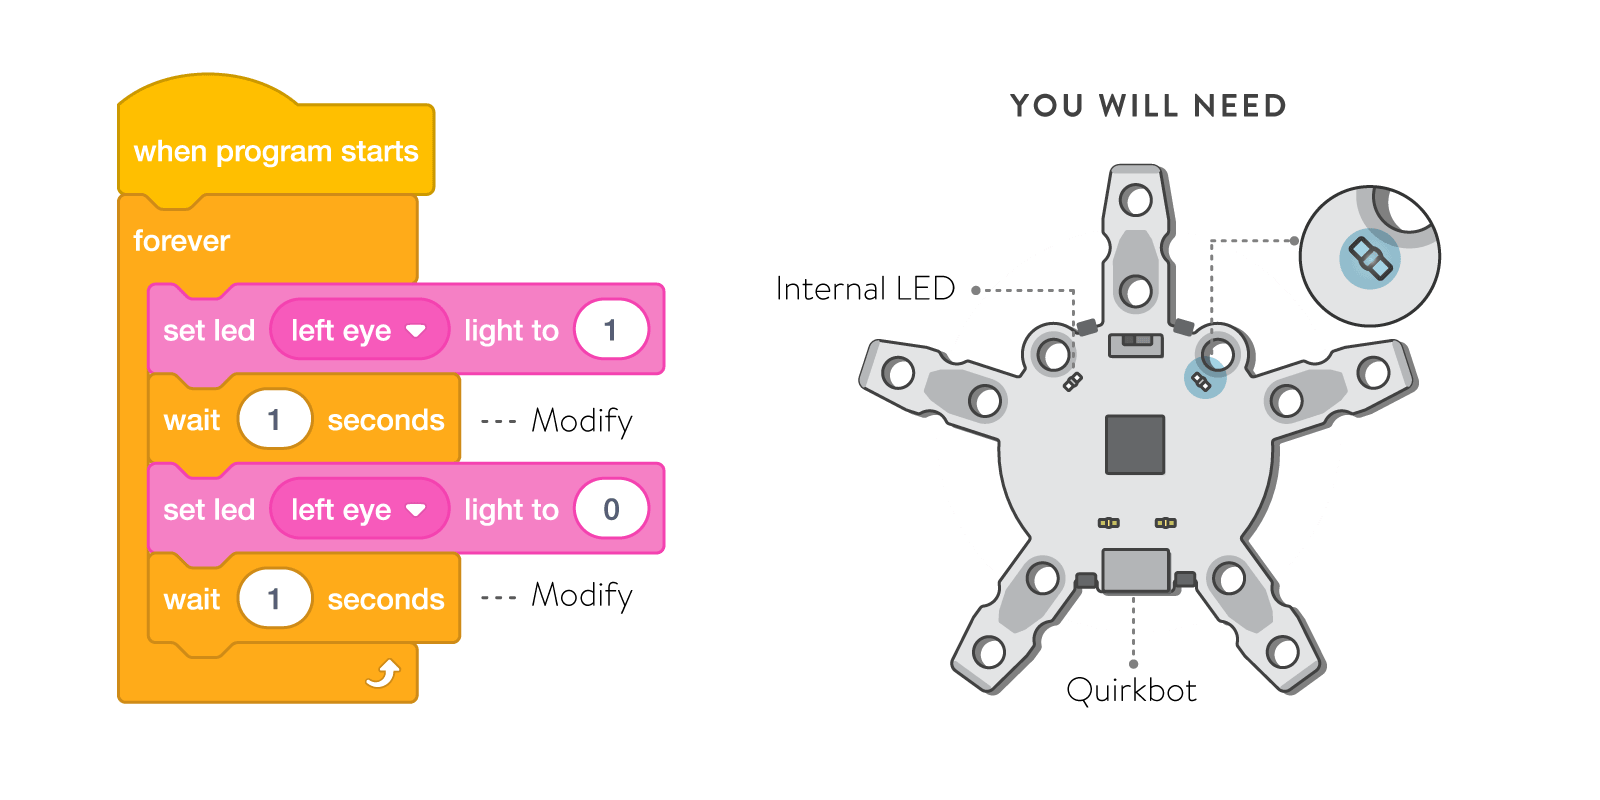 when program starts
forever
set led left eye light to 1
wait 1 seconds --- Modify
set led left eye light to 0
wait 1 seconds --- Modify
YOU WILL NEED
Internal LED
Quirkbot